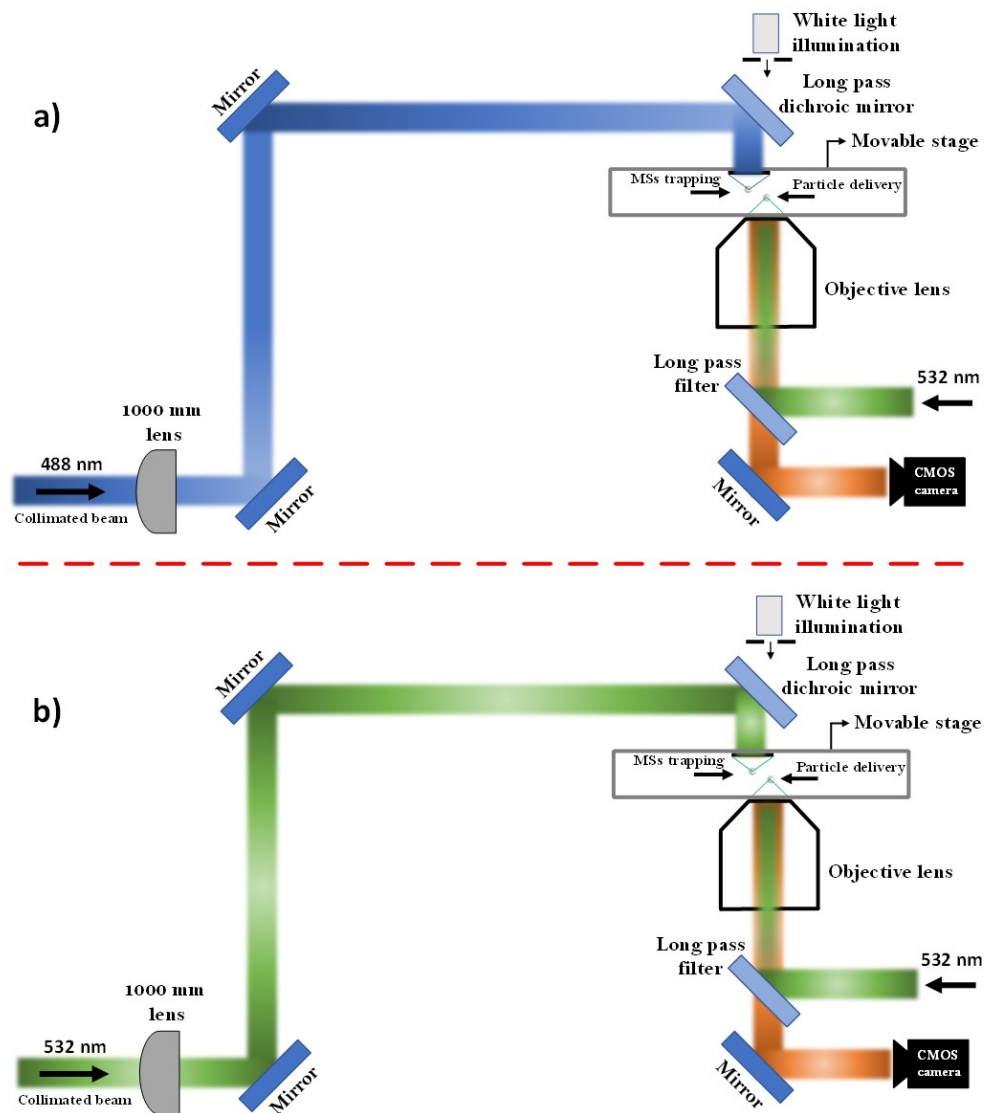 White light
illumination
a)
Mirror
Long pass
dichroic mirror
Movable stage
MSs trapping
Particle delivery
Objective lens
Long pass
filter
532 nm
1000 mm
lens
488 nm
Collimated beam
Mirror
Mirror
CMOS
camera
White light
illumination
b)
Mirror
Long pass
dichroic mirror
Movable stage
MSs trapping
Particle delivery
Objective lens
Long pass
filter
532 nm
1000 mm
lens
532 nm
Collimated beam
Mirror
Mirror
CMOS
camera